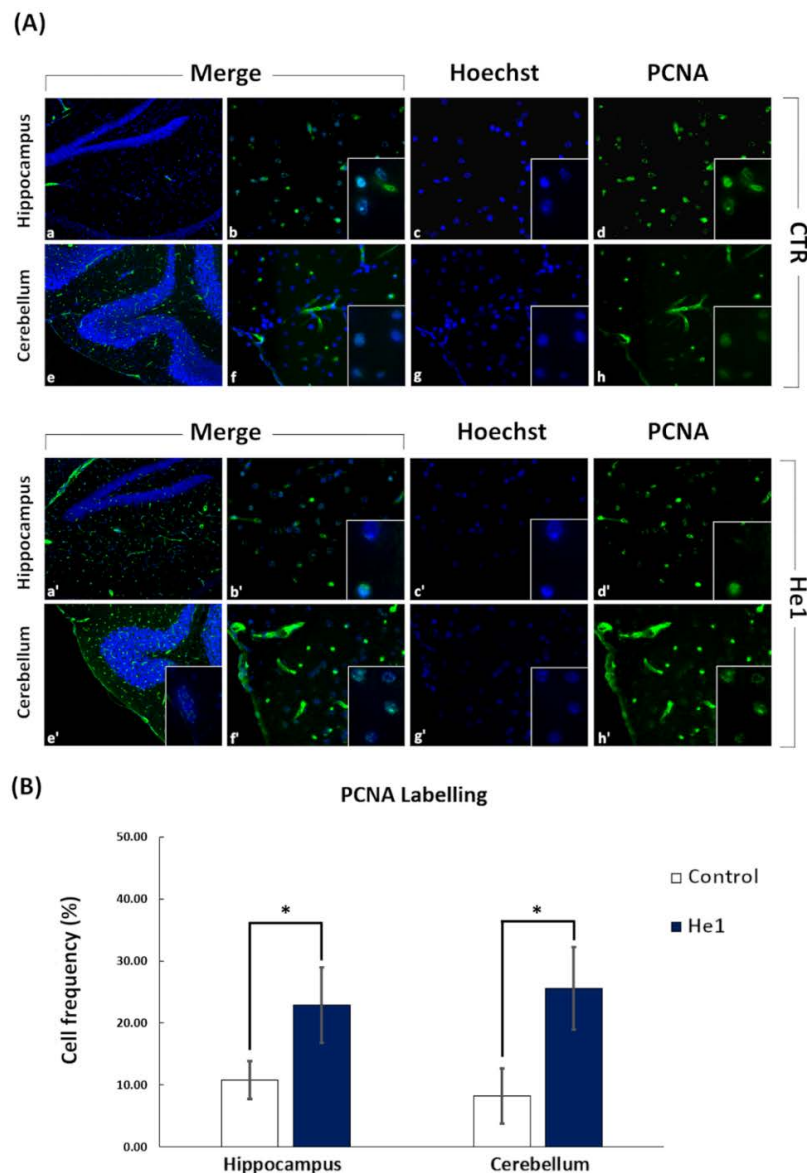 (A)
Merge Hoechst PCNA
Hippocampus
a b c d
Cerebellum
e f g h
CTR
Merge Hoechst PCNA
Hippocampus
a' b' c' d'
Cerebellum
e' f' g' h'
He1
(B)
PCNA Labelling
50.00
40.00
30.00
20.00
10.00
0.00
Cell frequency (%)
* *
Control
He1
Hippocampus Cerebellum